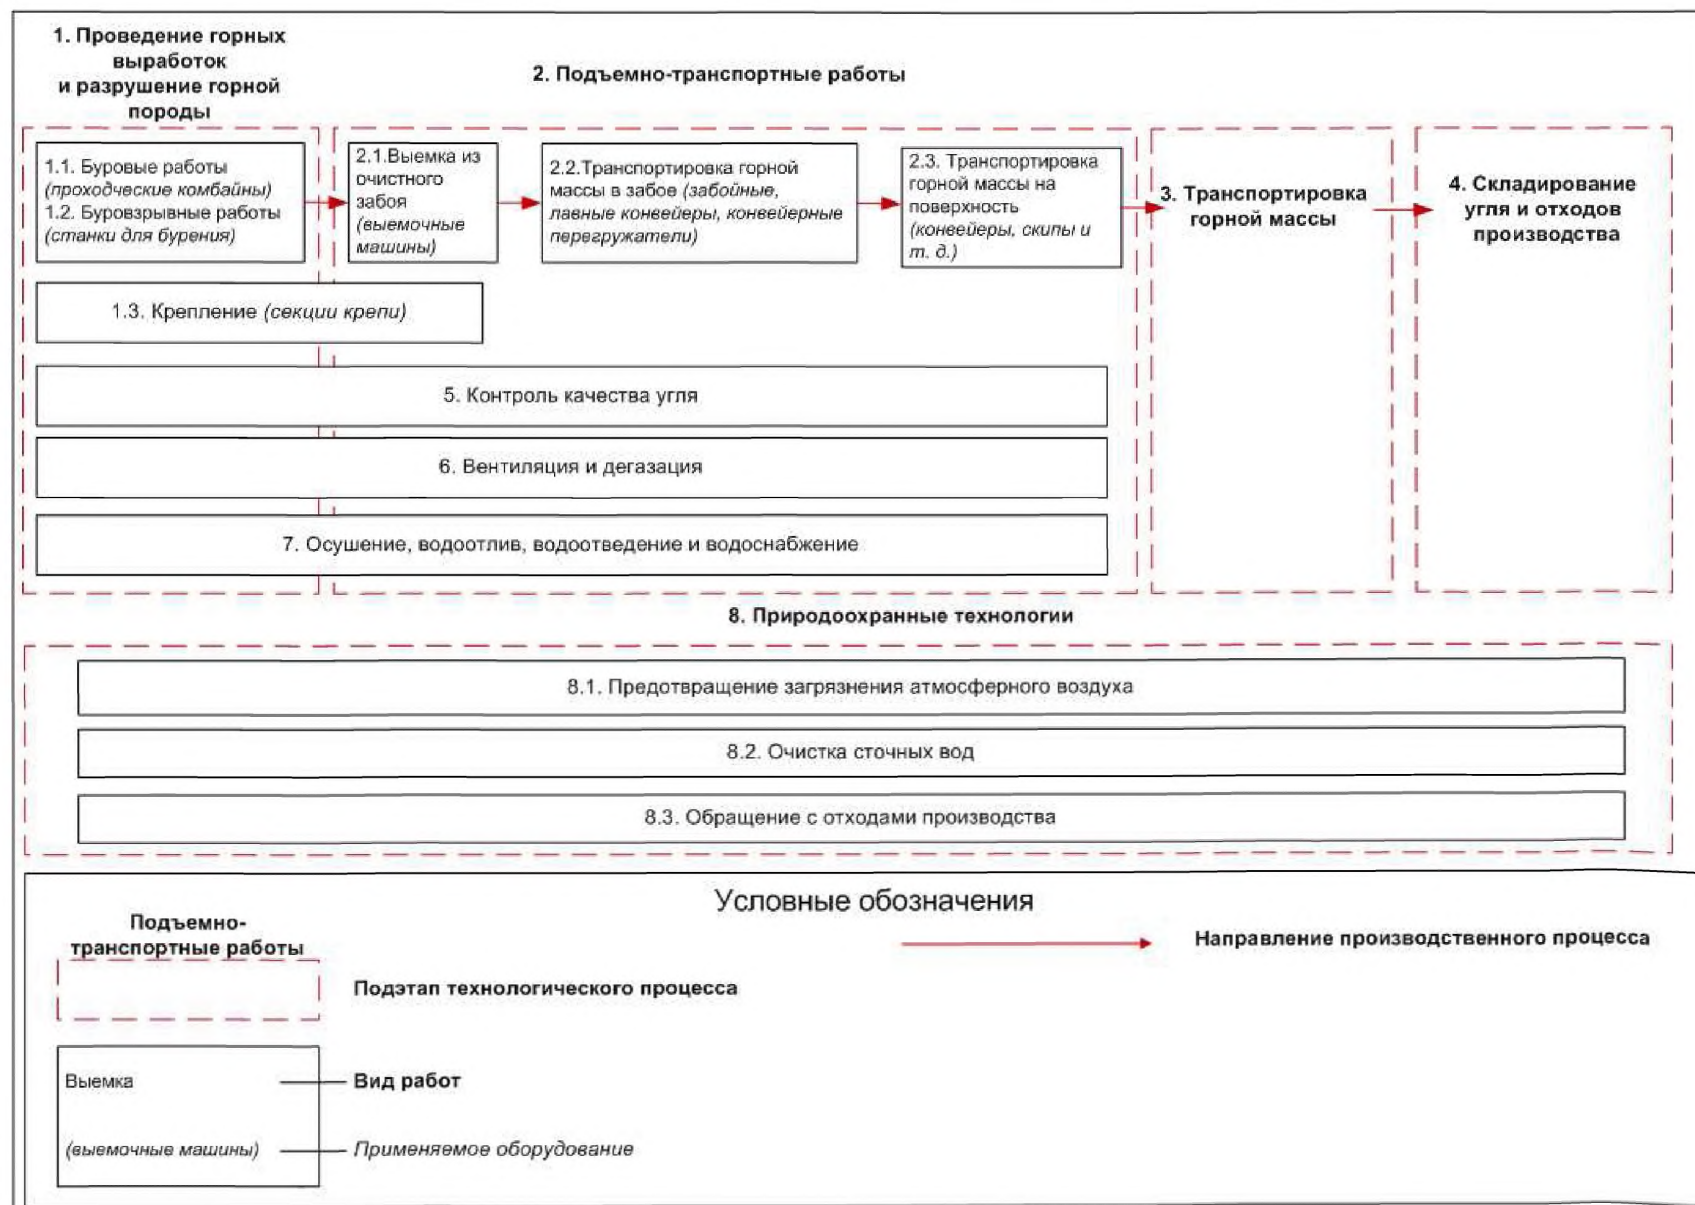 1. Проведение горных
выработок
и разрушение горной
породы
2. Подъемно-транспортные работы
1.1. Буровые работы
(проходческие комбайны)
1.2. Буровзрывные работы
(станки для бурения)
2.1.Выемка из
очистного
забоя
(выемочные
машины)
2.2.Транспортировка горной
массы в забое (забойные,
лавные конвейеры, конвейерные
перегружатели)
2.3. Транспортировка
горной массы на
поверхность
(конвейеры, скипы и
т. д.)
3. Транспортировка
горной массы
4. Складирование
угля и отходов
производства
1.3. Крепление (секции крепи)
5. Контроль качества угля
6. Вентиляция и дегазация
7. Осушение, водоотлив, водоотведение и водоснабжение
8. Природоохранные технологии
8.1. Предотвращение загрязнения атмосферного воздуха
8.2. Очистка сточных вод
8.3. Обращение с отходами производства
Условные обозначения
Подъемно-
транспортные работы
Направление производственного процесса
Подэтап технологического процесса
Выемка
Вид работ
(выемочные машины)
Применяемое оборудование